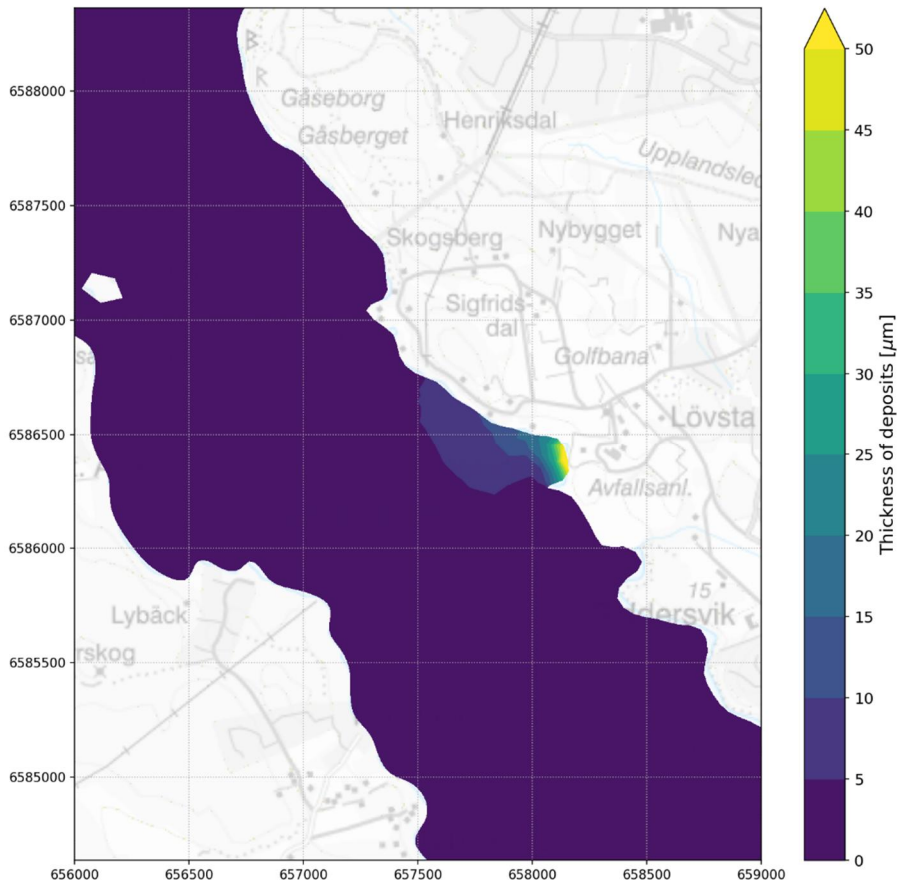 6588000
6587500
6587000
6586500
6586000
6585500
6585000
656000
656500
657000
657500
658000
658500
659000
Gåseborg
Gåsberget
Henriksdal
Upplandsled
Skogsberg
Nybygget
Nya
Sigfrids-
dal
Golfbana
Lövsta
Avfallsanl.
15
ldersvik
Lybäck
rskog
50
45
40
35
30
25
20
15
10
5
0
Thickness of deposits [μm]